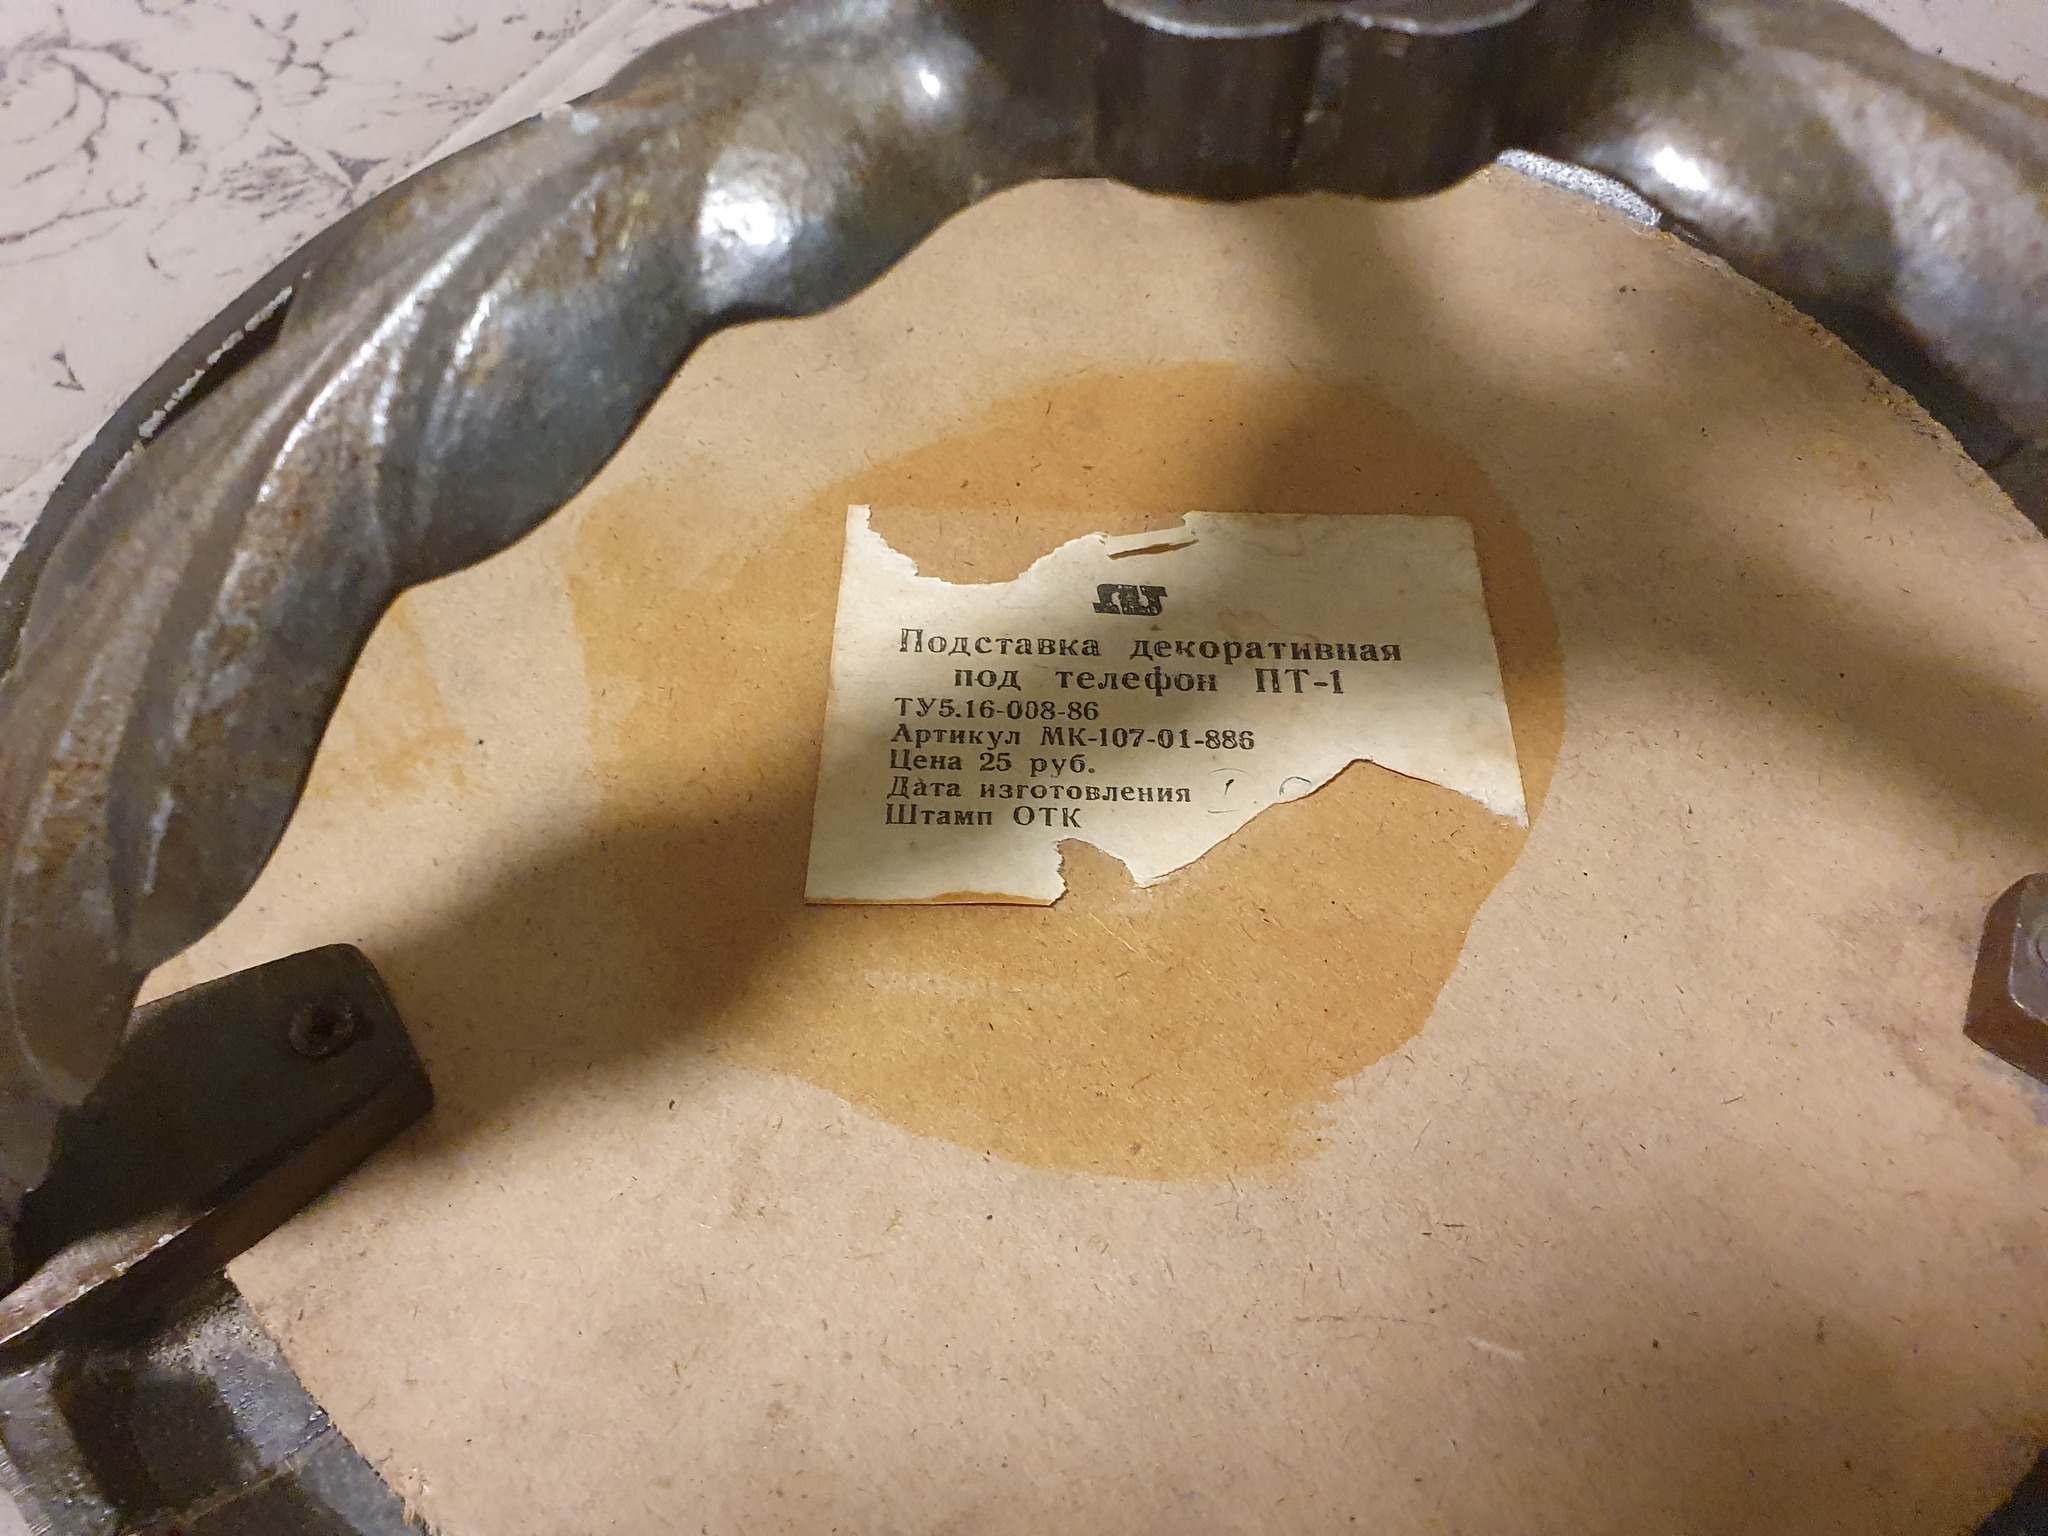 Подставка декоративная
под телефон ПТ-1
ТУ5.16-008-86
Артикул МК-107-01-886
Цена 25 руб.
Дата изготовления
Штамп ОТК